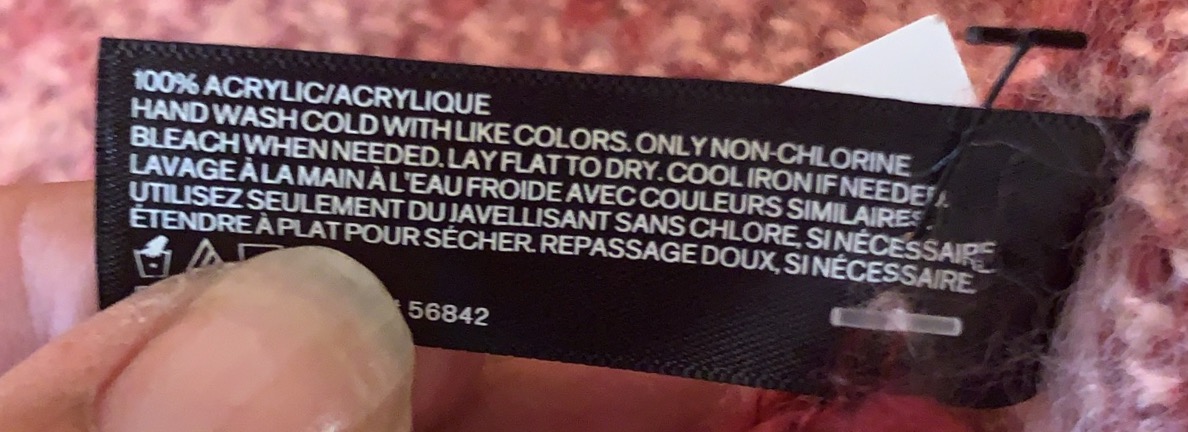 100% ACRYLIC/ACRYLIQUE
HAND WASH COLD WITH LIKE COLORS. ONLY NON-CHLORINE
BLEACH WHEN NEEDED. LAY FLAT TO DRY. COOL IRON IF NEEDED.
LAVAGE À LA MAIN À L'EAU FROIDE AVEC COULEURS SIMILAIRES.
UTILISEZ SEULEMENT DU JAVELLISANT SANS CHLORE, SI NÉCESSAIRE.
ÉTENDRE À PLAT POUR SÉCHER. REPASSAGE DOUX, SI NÉCESSAIRE.
56842